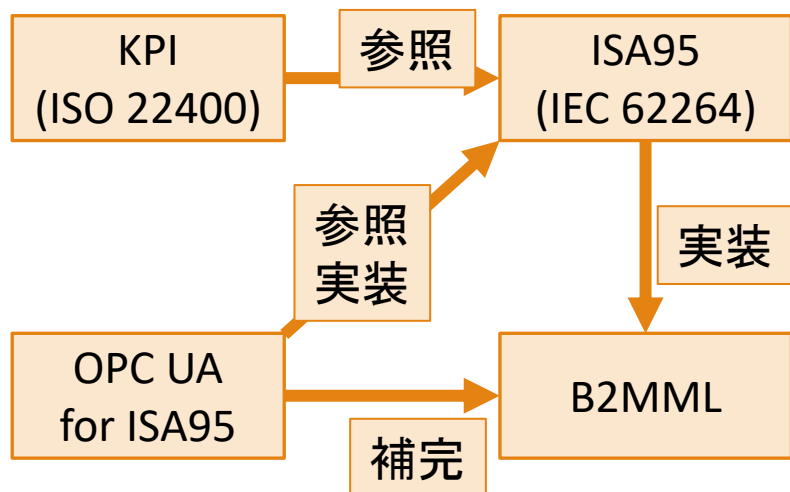 KPI
(ISO 22400)
参照
ISA95
(IEC 62264)
参照
実装
実装
OPC UA
for ISA95
補完
B2MML